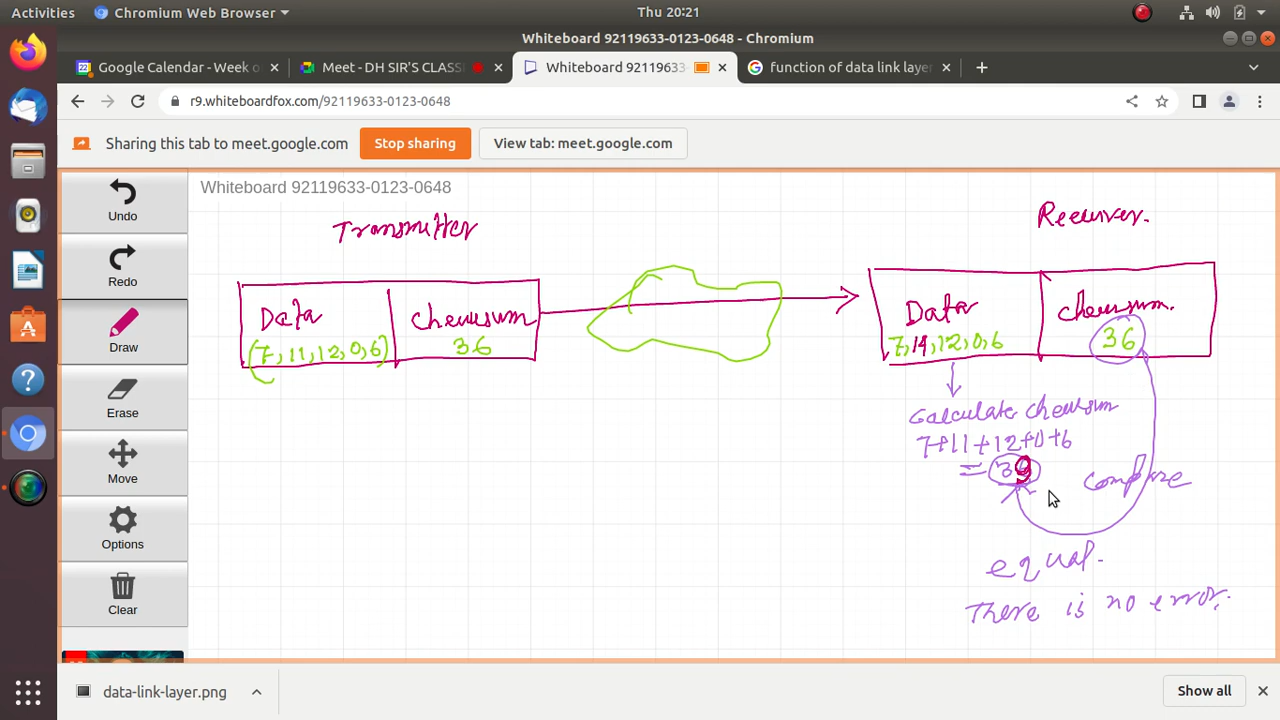 Activities
Chromium Web Browser
Thu 20:21
Whiteboard 92119633-0123-0648 - Chromium
Google Calendar - Week o
Meet - DH SIR'S CLASS
Whiteboard 92119633-
function of data link layer
r9.whiteboardfox.com/92119633-0123-0648
Sharing this tab to meet.google.com
Stop sharing
View tab: meet.google.com
Undo
Redo
Draw
Erase
Move
Options
Clear
Whiteboard 92119633-0123-0648
Transmitter
Data
checksum
(7, 11, 12, 0, 6)
36
Receiver.
Data
checksum.
7, 14, 12, 0, 6
36
Calculate checksum
7+11+12+0+6
= 39
compare
equal.
There is no error.
data-link-layer.png
Show all